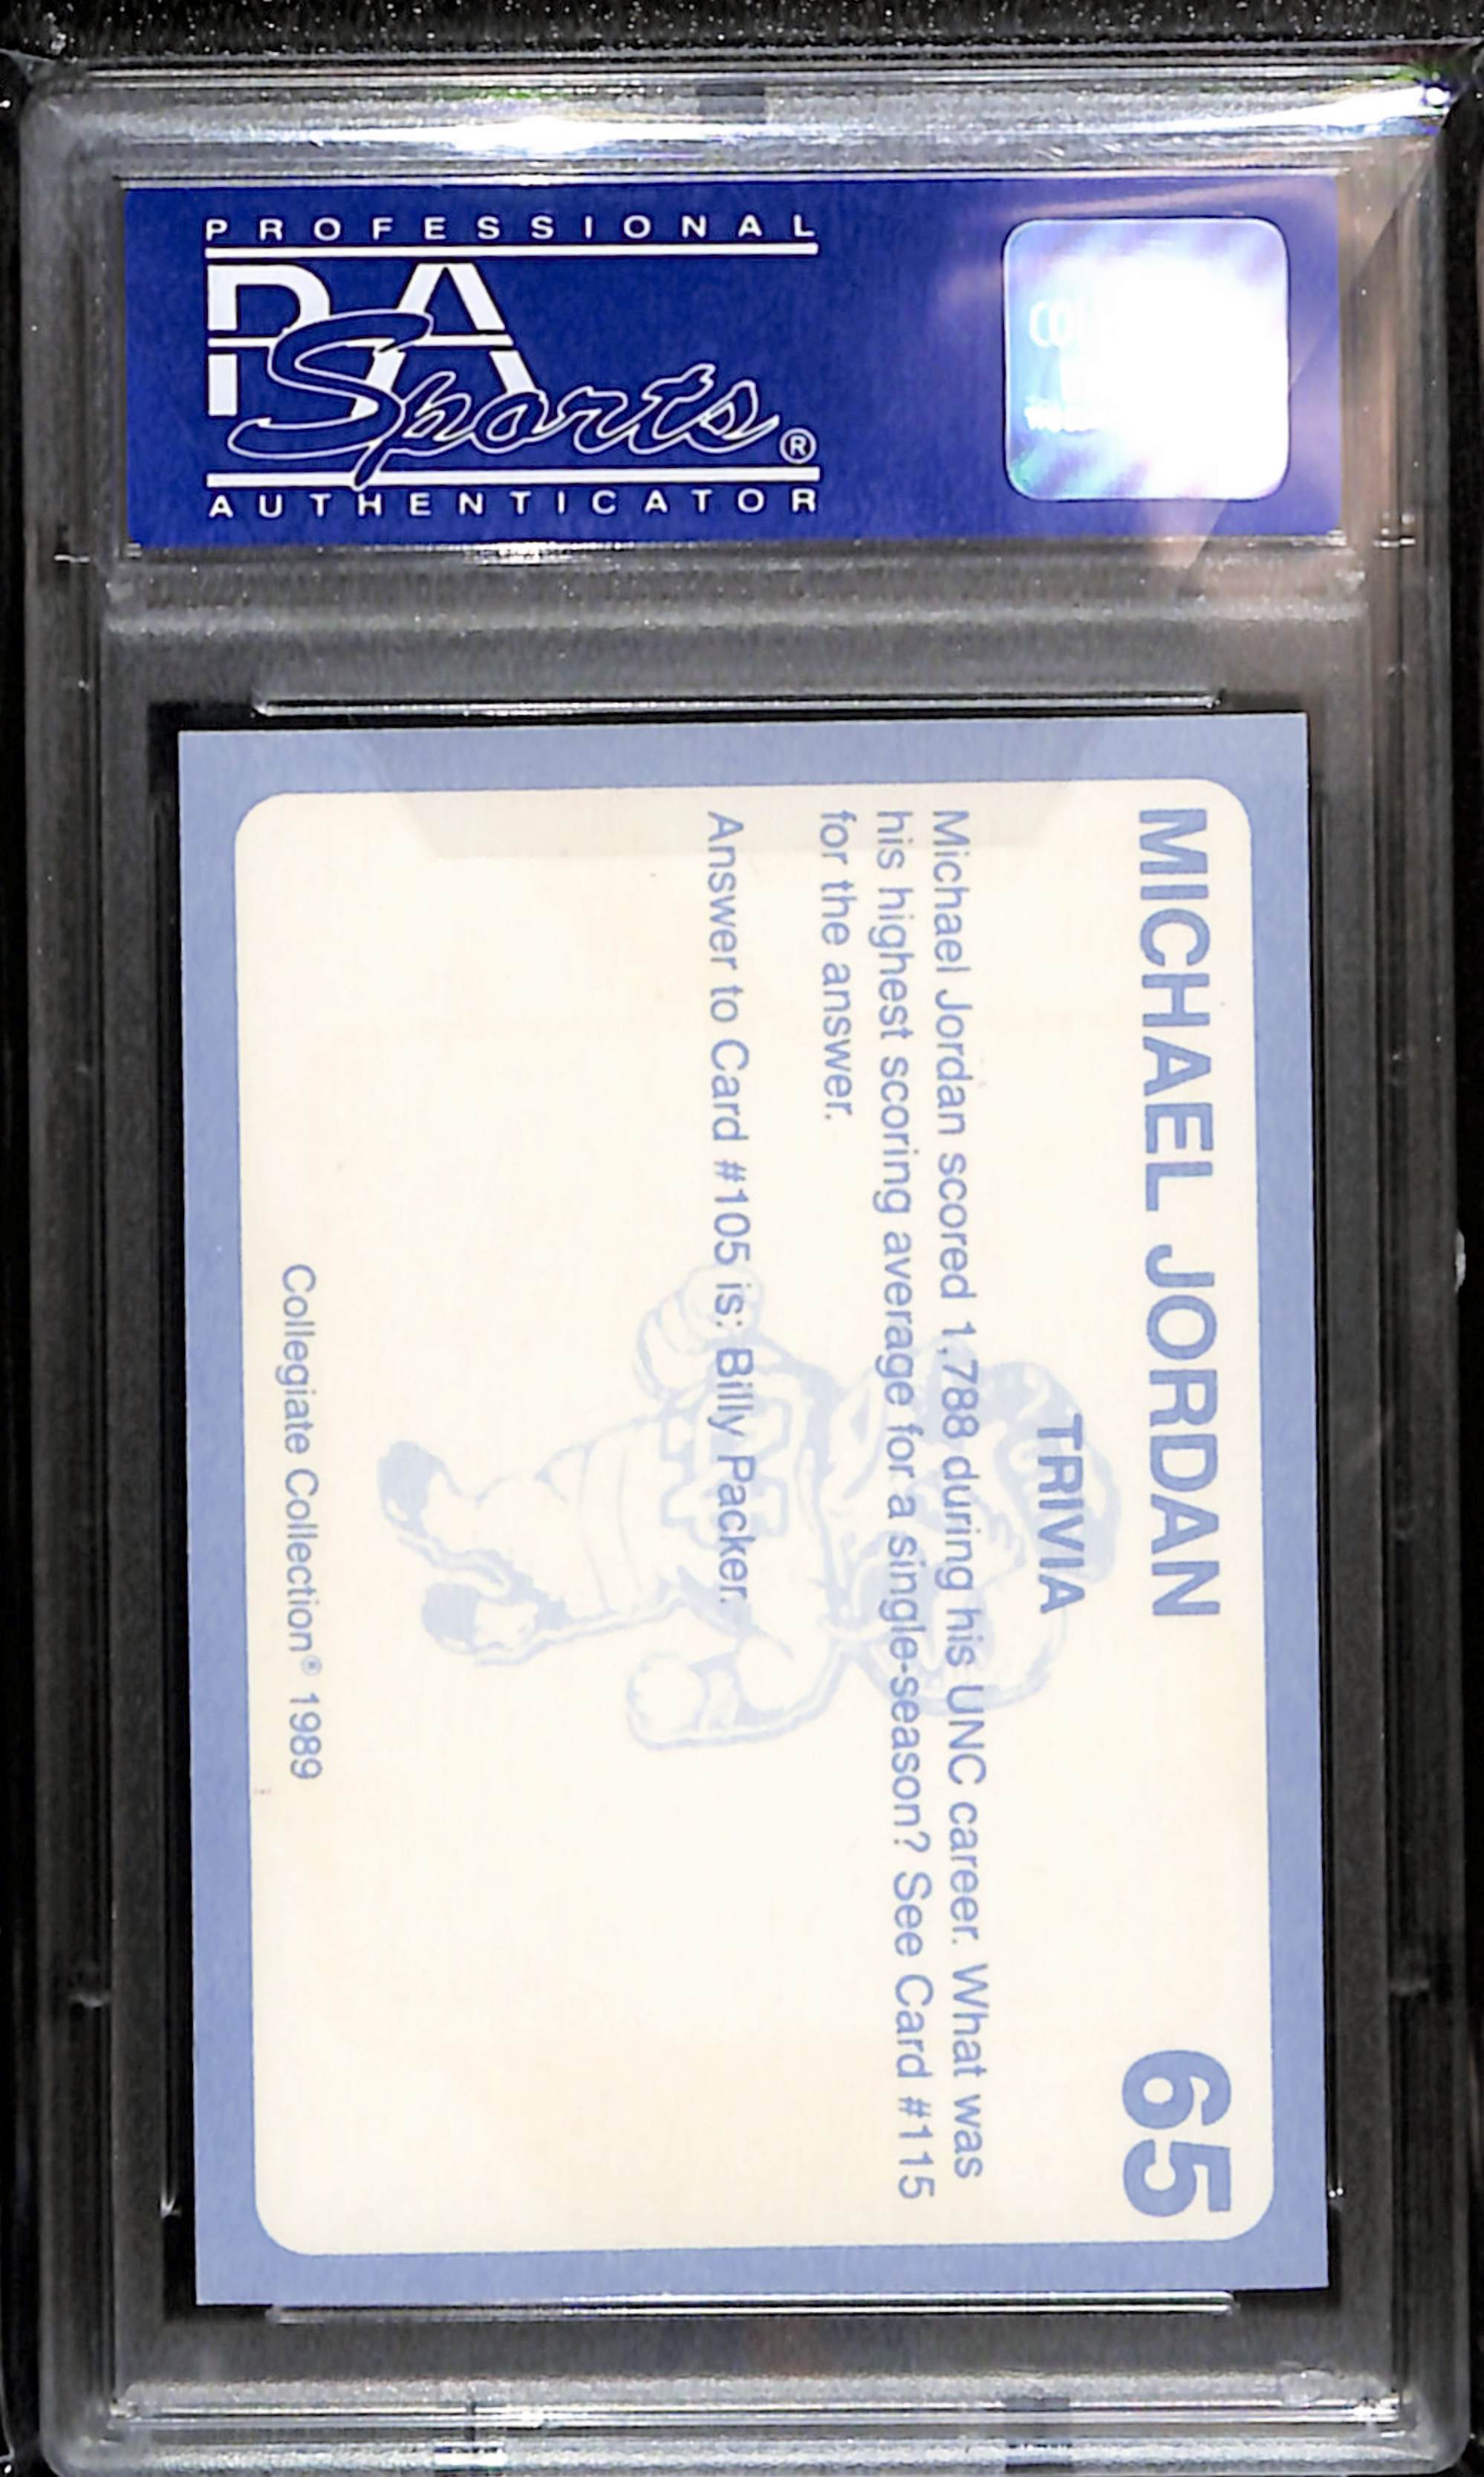 PROFESSIONAL
PSA
Sports®
AUTHENTICATOR
MICHAEL JORDAN
65
TRIVIA
Michael Jordan scored 1,788 during his UNC career. What was
his highest scoring average for a single-season? See Card #115
for the answer.
Answer to Card #105 is: Billy Packer.
Collegiate Collection® 1989